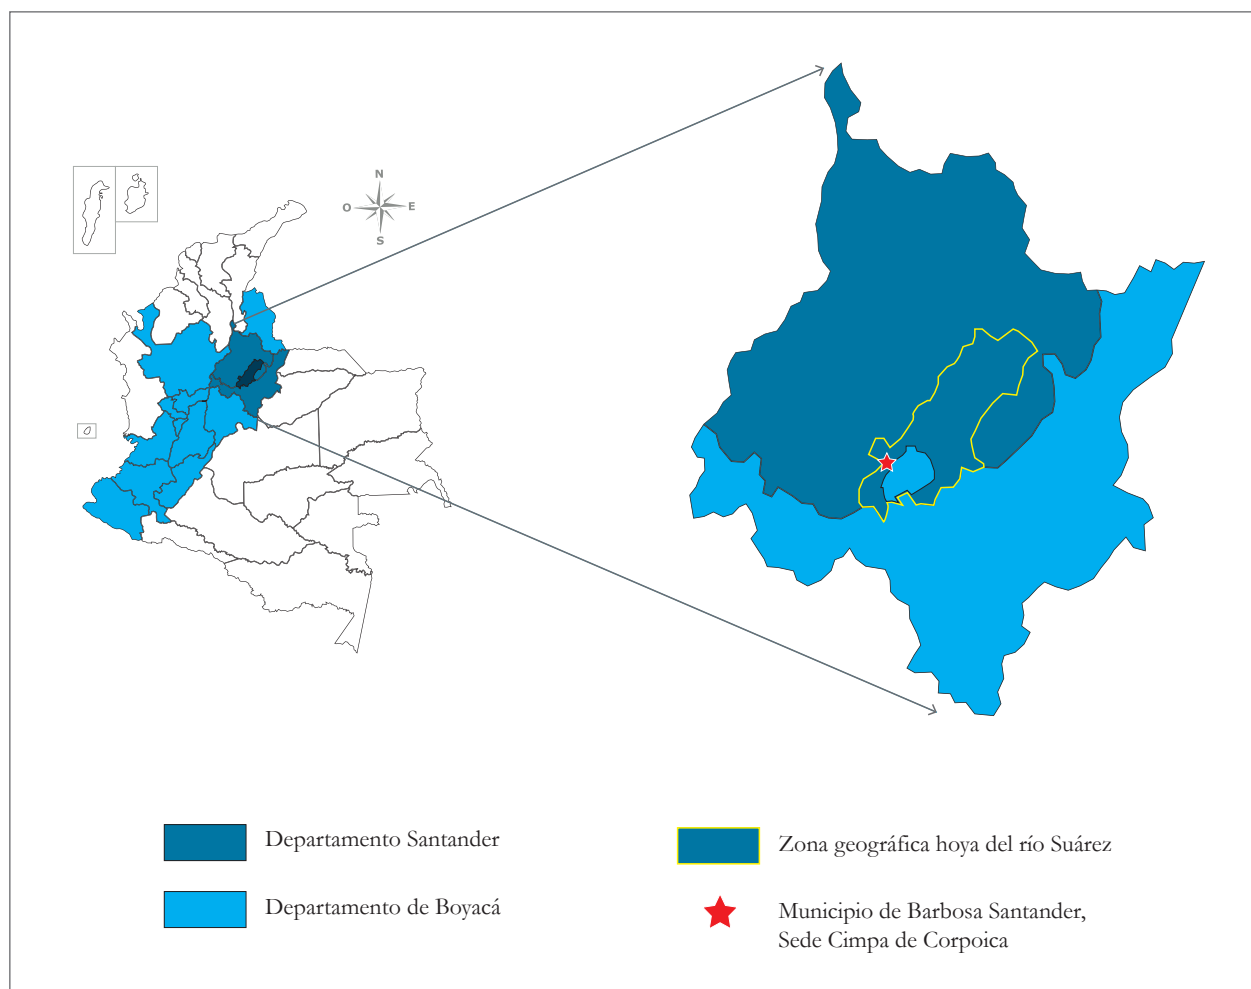 N
O
E
S
Departamento Santander
Departamento de Boyacá
Zona geográfica hoya del río Suárez
Municipio de Barbosa Santander,
Sede Cimpa de Corpoica